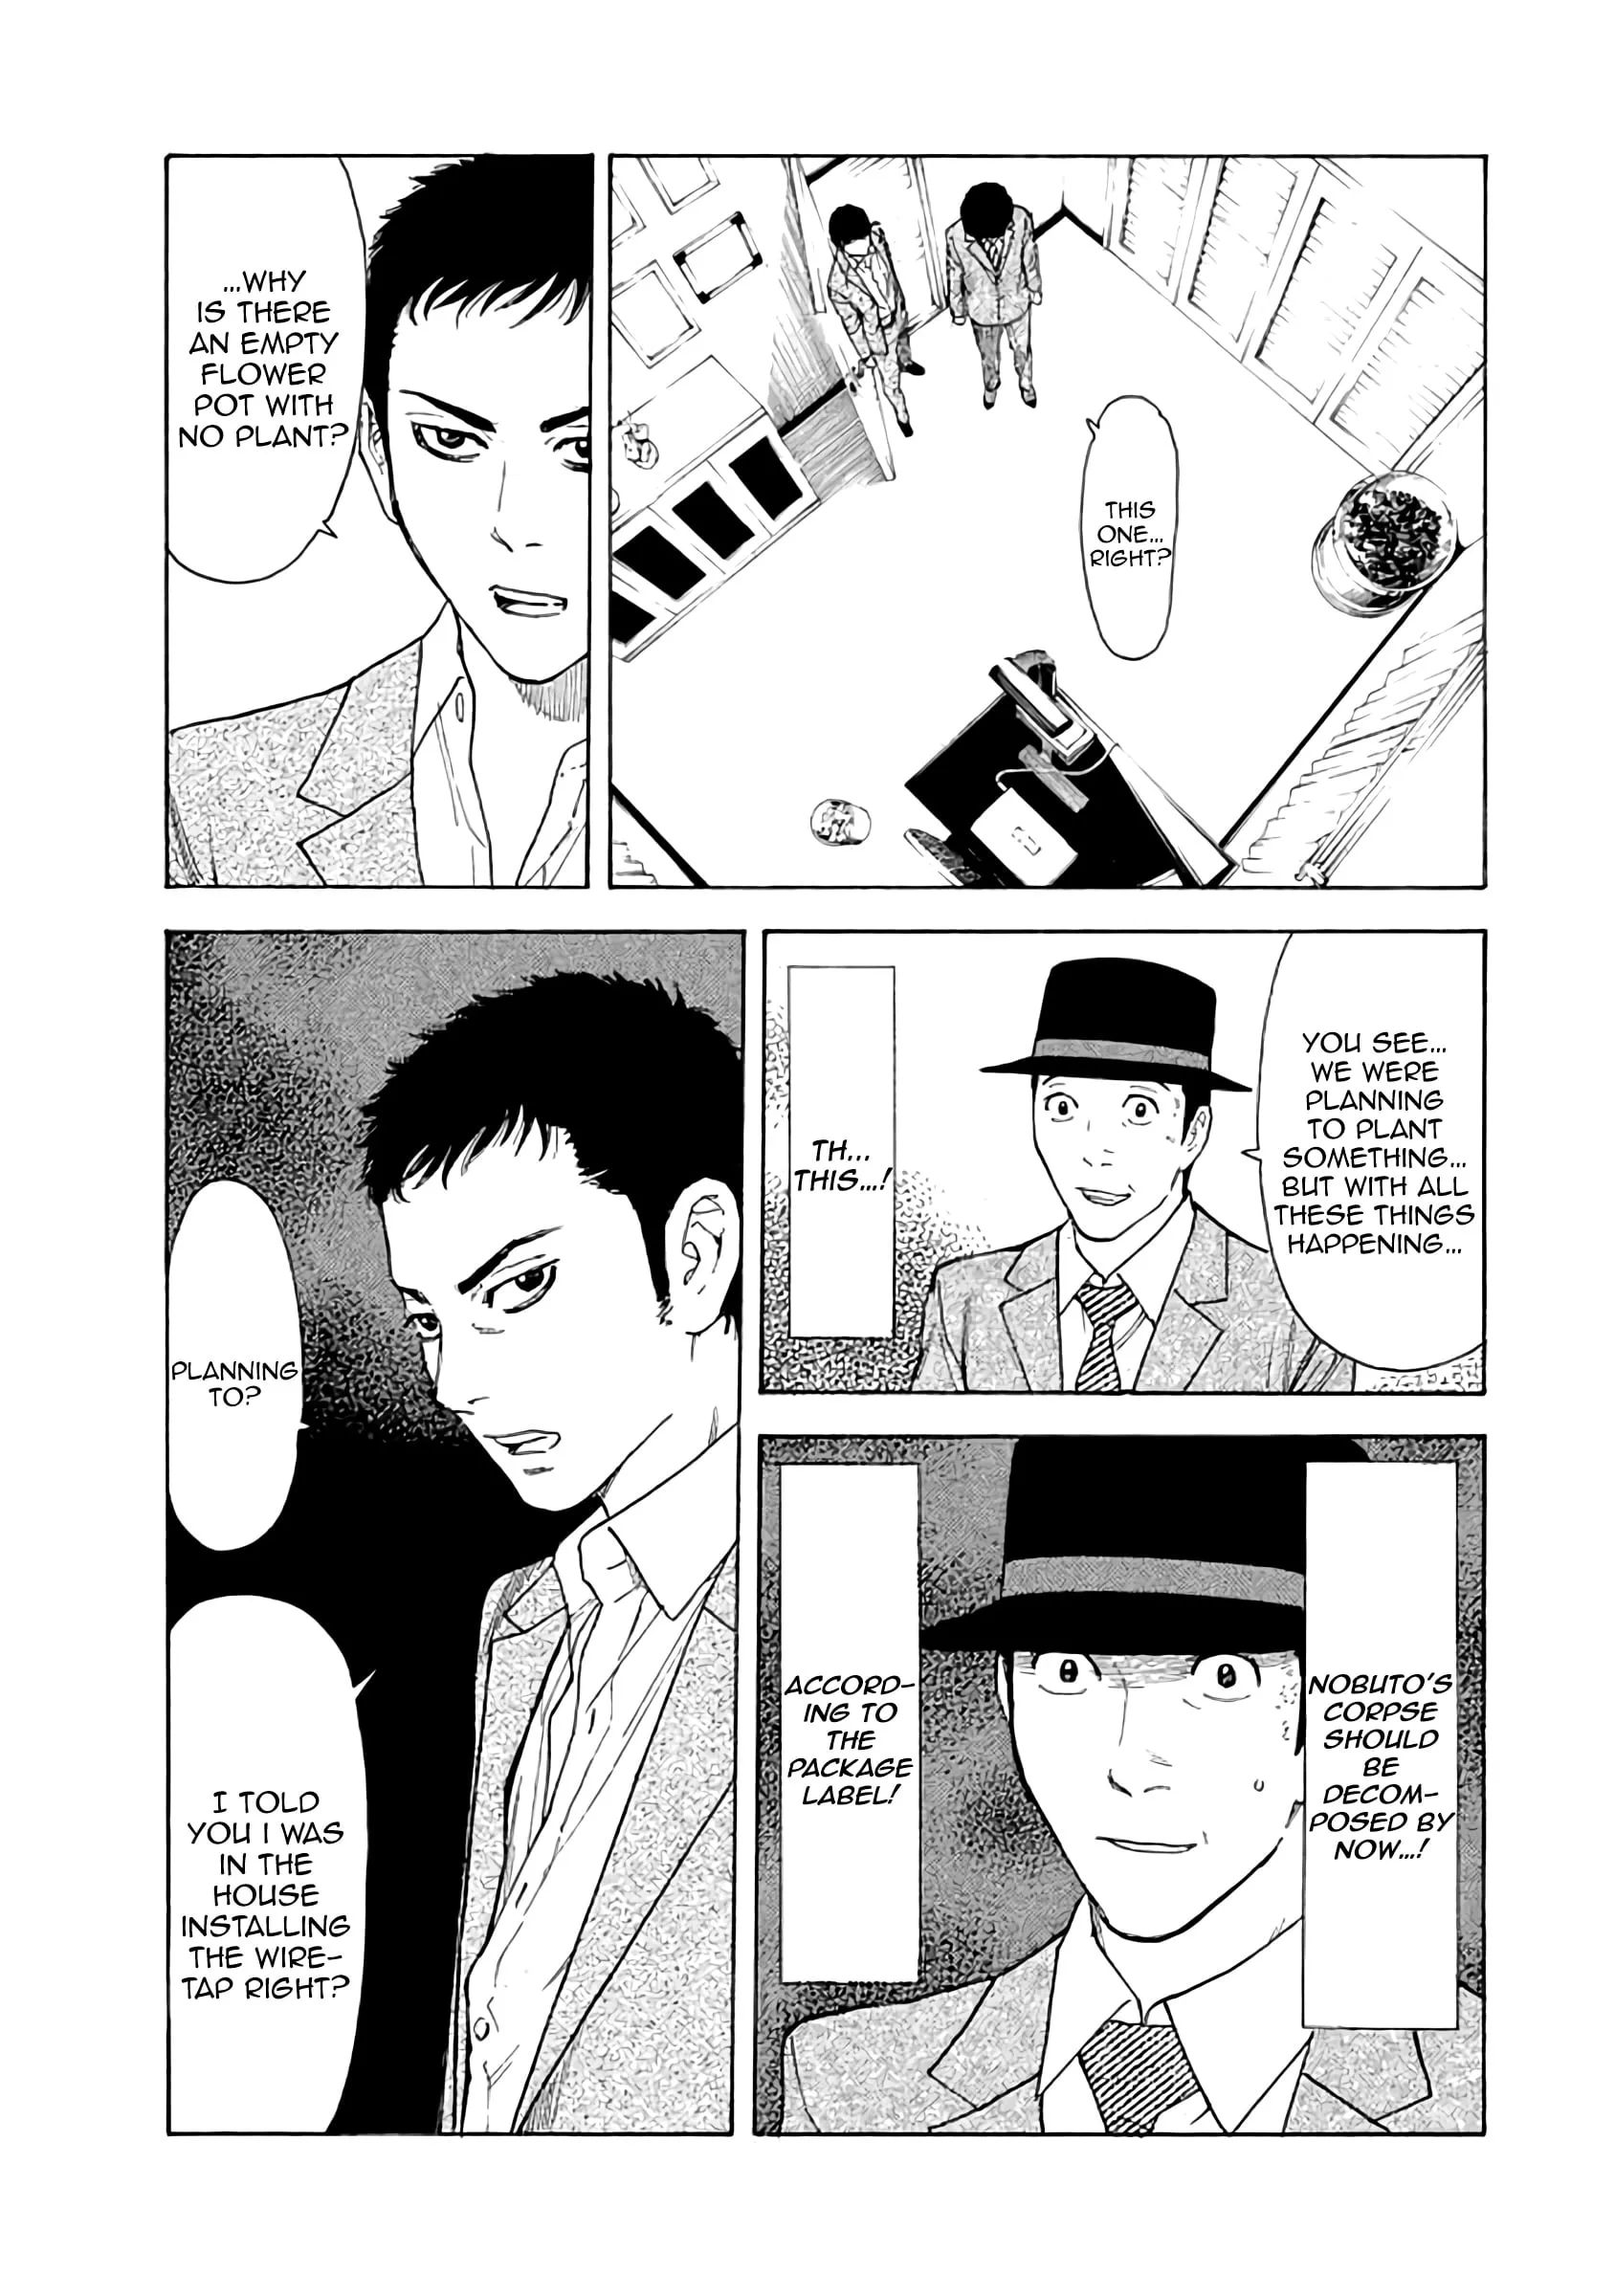 THIS
ONE...
RIGHT?
...WHY
IS THERE
AN EMPTY
FLOWER
POT WITH
NO PLANT?
YOU SEE...
WE WERE
PLANNING
TO PLANT
SOMETHING...
BUT WITH ALL
THESE THINGS
HAPPENING...
TH...
THIS...!
NOBUTO'S
CORPSE
SHOULD
BE
DECOM-
POSED BY
NOW...!
ACCORD-
ING TO
THE
PACKAGE
LABEL!
PLANNING
TO?
I TOLD
YOU I WAS
IN THE
HOUSE
INSTALLING
THE WIRE-
TAP RIGHT?